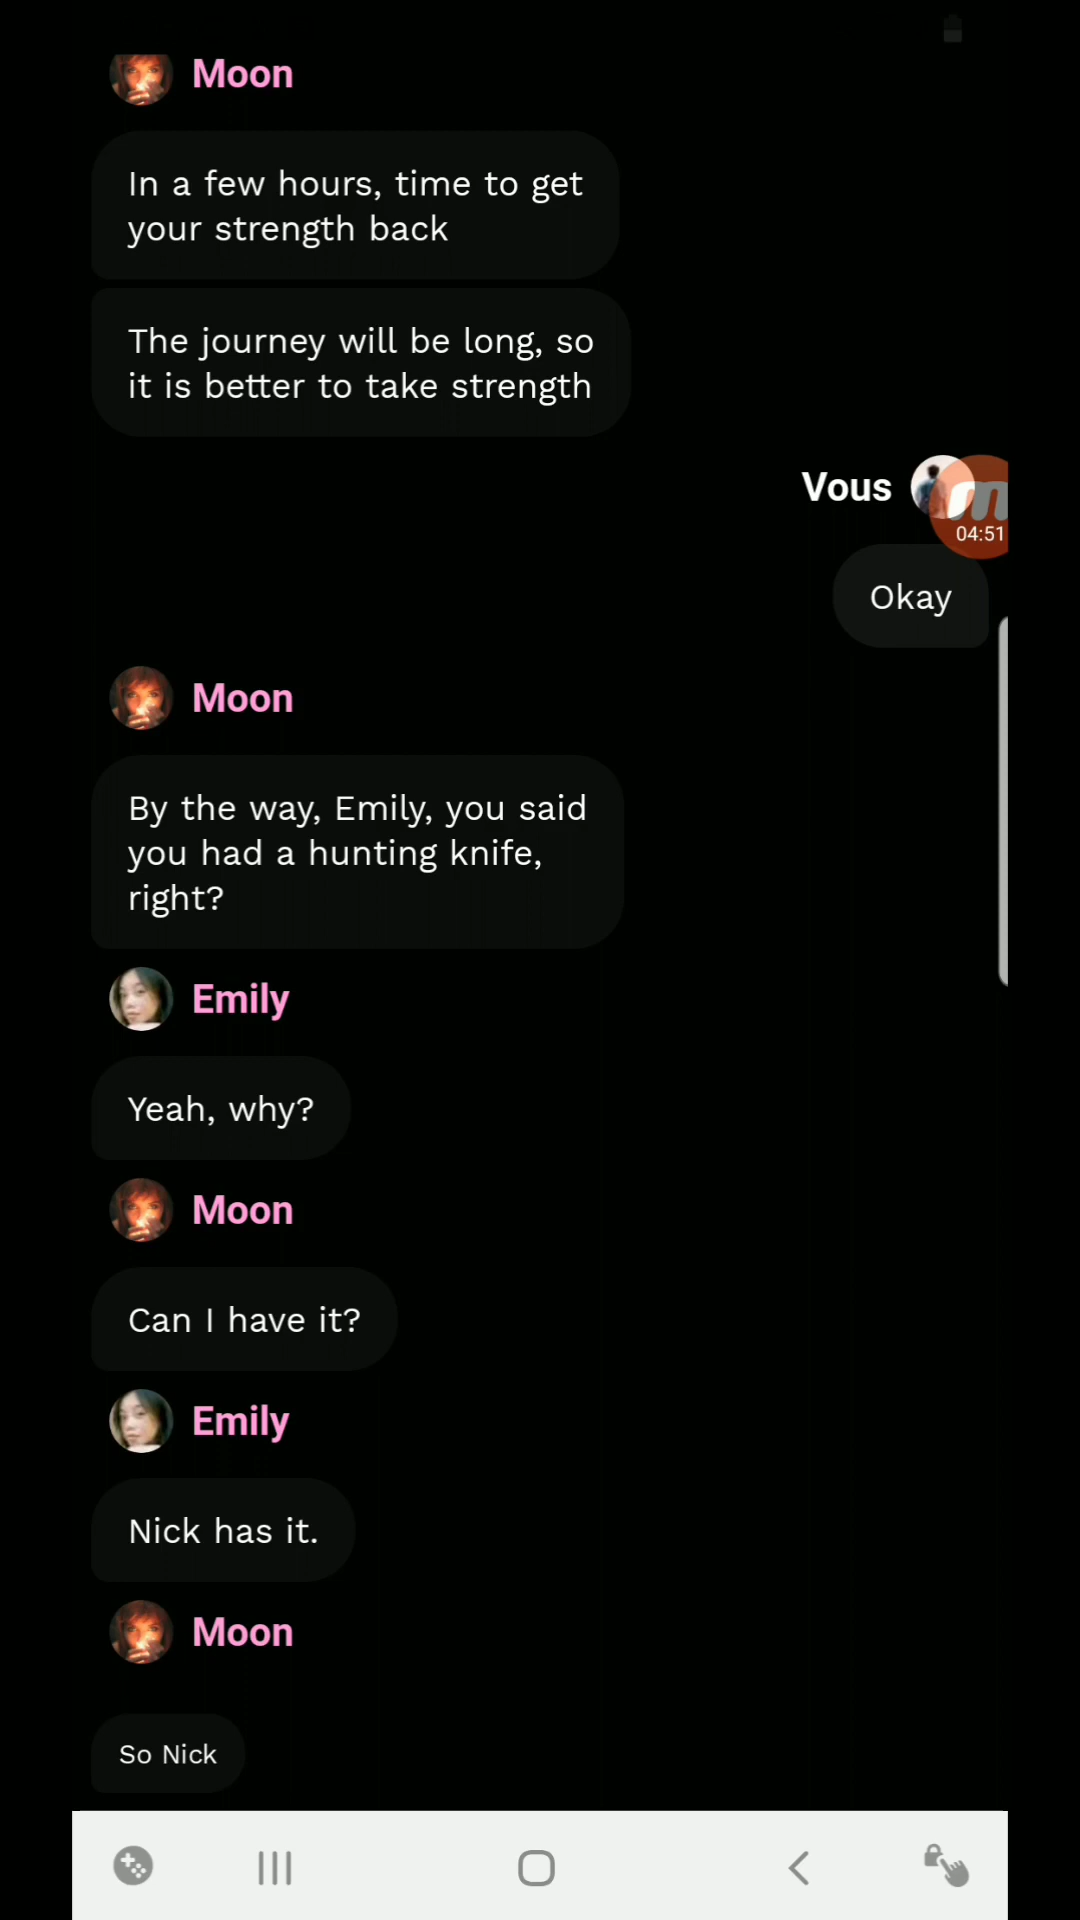 Moon
In a few hours, time to get
your strength back
The journey will be long, so
it is better to take strength
Vous
m
04:51
Okay
Moon
By the way, Emily, you said
you had a hunting knife,
right?
Emily
Yeah, why?
Moon
Can I have it?
Emily
Nick has it.
Moon
So Nick